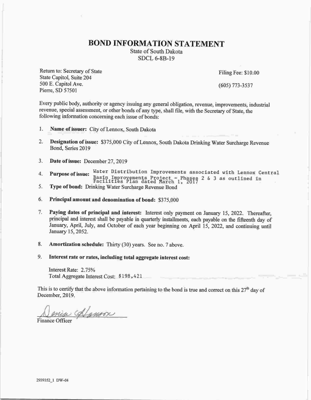 BOND INFORMATION STATEMENT
State of South Dakota
SDCL 6-8B-19
Return to: Secretary of State
State Capitol, Suite 204
500 E. Capitol Ave.
Pierre, SD 57501
Filing Fee: $10.00
(605) 773-3537
Every public body, authority or agency issuing any general obligation, revenue, improvements, industrial
revenue, special assessment, or other bonds of any type, shall file, with the Secretary of State, the
following information concerning each issue of bonds:
1. Name of issuer: City of Lennox, South Dakota
2. Designation of issue: $375,000 City of Lennox, South Dakota Drinking Water Surcharge Revenue
Bond, Series 2019
3. Date of issue: December 27, 2019
4. Purpose of issue: Water Distribution Improvements associated with Lennox Central
Basin Improvements Project - Phases 2 & 3 as outlined in
Facilities Plan dated March 1, 2017
5. Type of bond: Drinking Water Surcharge Revenue Bond
6. Principal amount and denomination of bond: $375,000
7. Paying dates of principal and interest: Interest only payment on January 15, 2022. Thereafter,
principal and interest shall be payable in quarterly installments, each payable on the fifteenth day of
January, April, July, and October of each year beginning on April 15, 2022, and continuing until
January 15, 2052.
8. Amortization schedule: Thirty (30) years. See no. 7 above.
9. Interest rate or rates, including total aggregate interest cost:
Interest Rate: 2.75%
Total Aggregate Interest Cost: $198,421
This is to certify that the above information pertaining to the bond is true and correct on this 27th day of
December, 2019.
Finance Officer